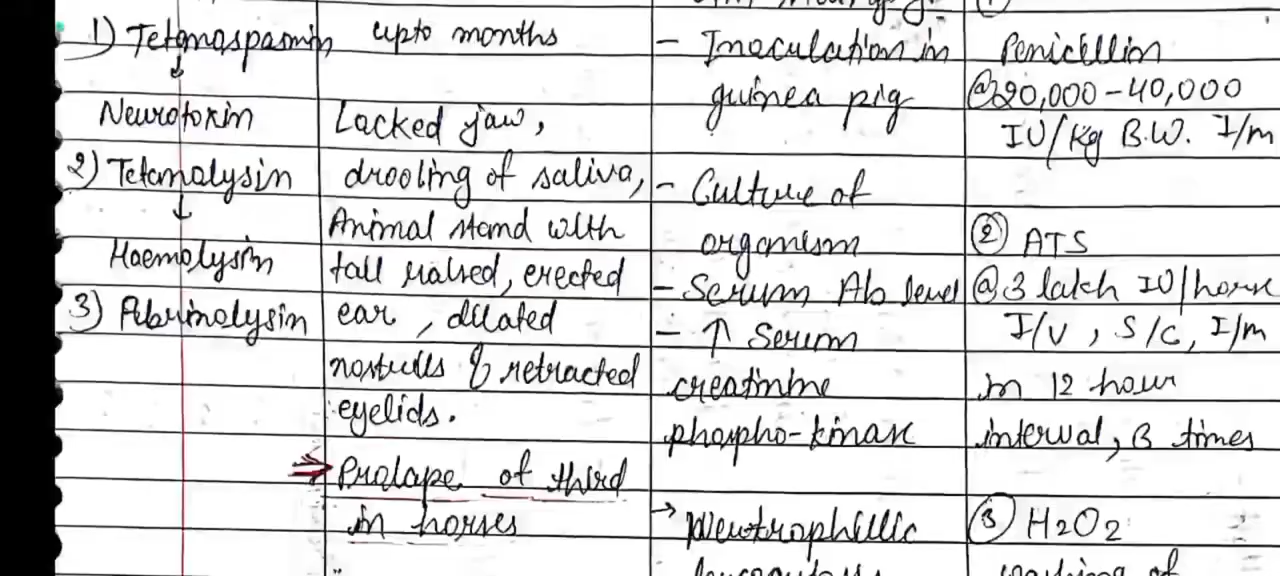 1) Tetanospasmin
↓
Neurotoxin
2) Tetanolysin
↓
Haemolysin
3) Fibrinolysin
upto months
Locked jaw,
drooling of saliva,
Animal stand with
tail raised, erected
ear, dilated
nostrills & retracted
eyelids.
⇒ Prolape of third
in horses
- Inoculation in
guinea pig
- Culture of
organism
- Serum Ab level
- ↑ Serum
creatinine
phospho-kinase
→ Neutrophillic
Penicillin
@20,000-40,000
IU/kg B.W. I/m
② ATS
@3 lakh IU/horse
I/V, S/C, I/m
in 12 hour
interval, 3 times
③ H2O2